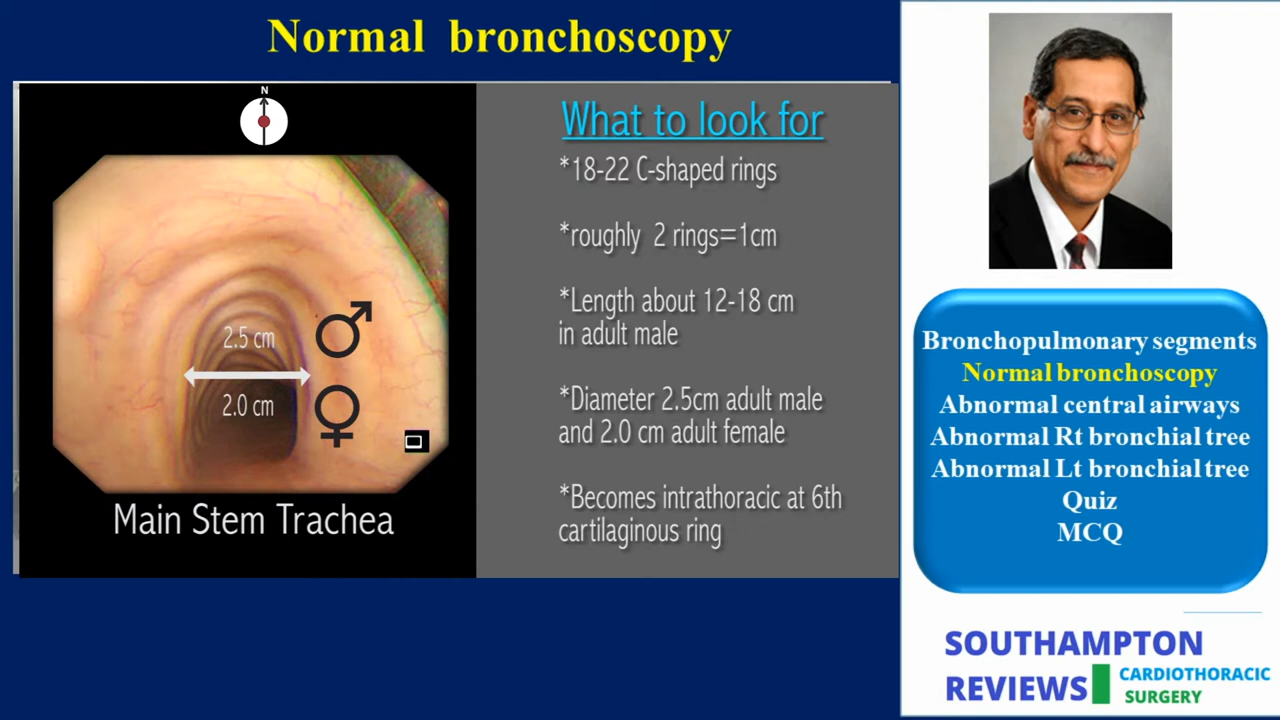 Normal bronchoscopy
N
2.5 cm
2.0 cm
Main Stem Trachea
What to look for
*18-22 C-shaped rings
*roughly 2 rings=1cm
*Length about 12-18 cm
in adult male
*Diameter 2.5cm adult male
and 2.0 cm adult female
*Becomes intrathoracic at 6th
cartilaginous ring
Bronchopulmonary segments
Normal bronchoscopy
Abnormal central airways
Abnormal Rt bronchial tree
Abnormal Lt bronchial tree
Quiz
MCQ
SOUTHAMPTON
REVIEWS
CARDIOTHORACIC
SURGERY